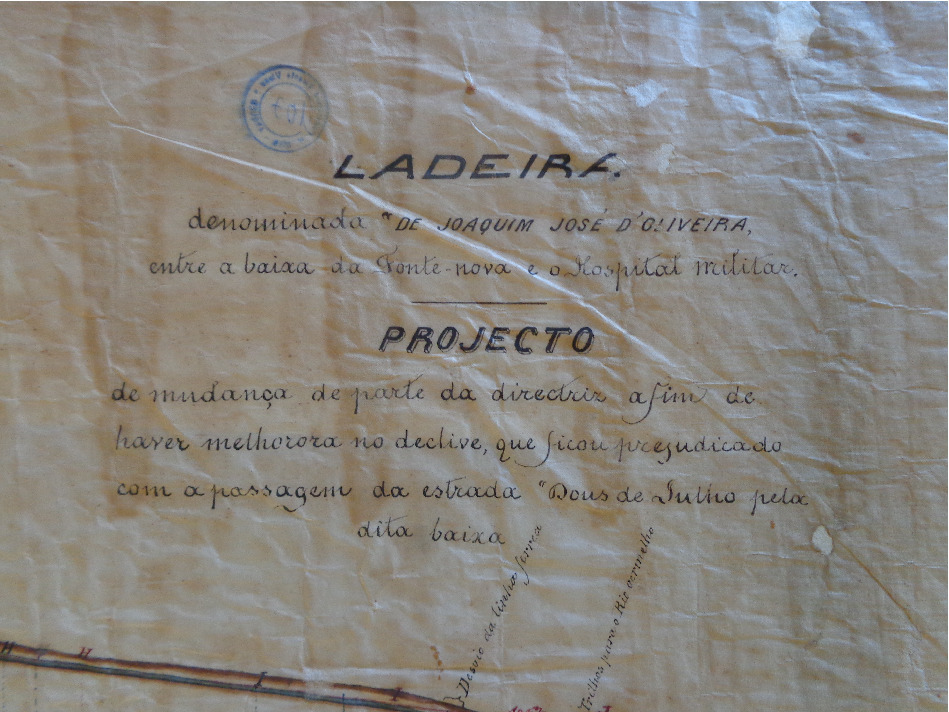 LADEIRA.
denominada "DE JOAQUIM JOSÉ D'OLIVEIRA,
entre a baixa da Fonte-nova e o Hospital militar.
PROJECTO
de mudança de parte da directriz afim de
haver melhorora no declive, que ficou prejudicado
com a passagem da estrada "Dous de Julho pela
dita baixa
Desvio da linha ferrea
Trilhos para o Rio vermelho